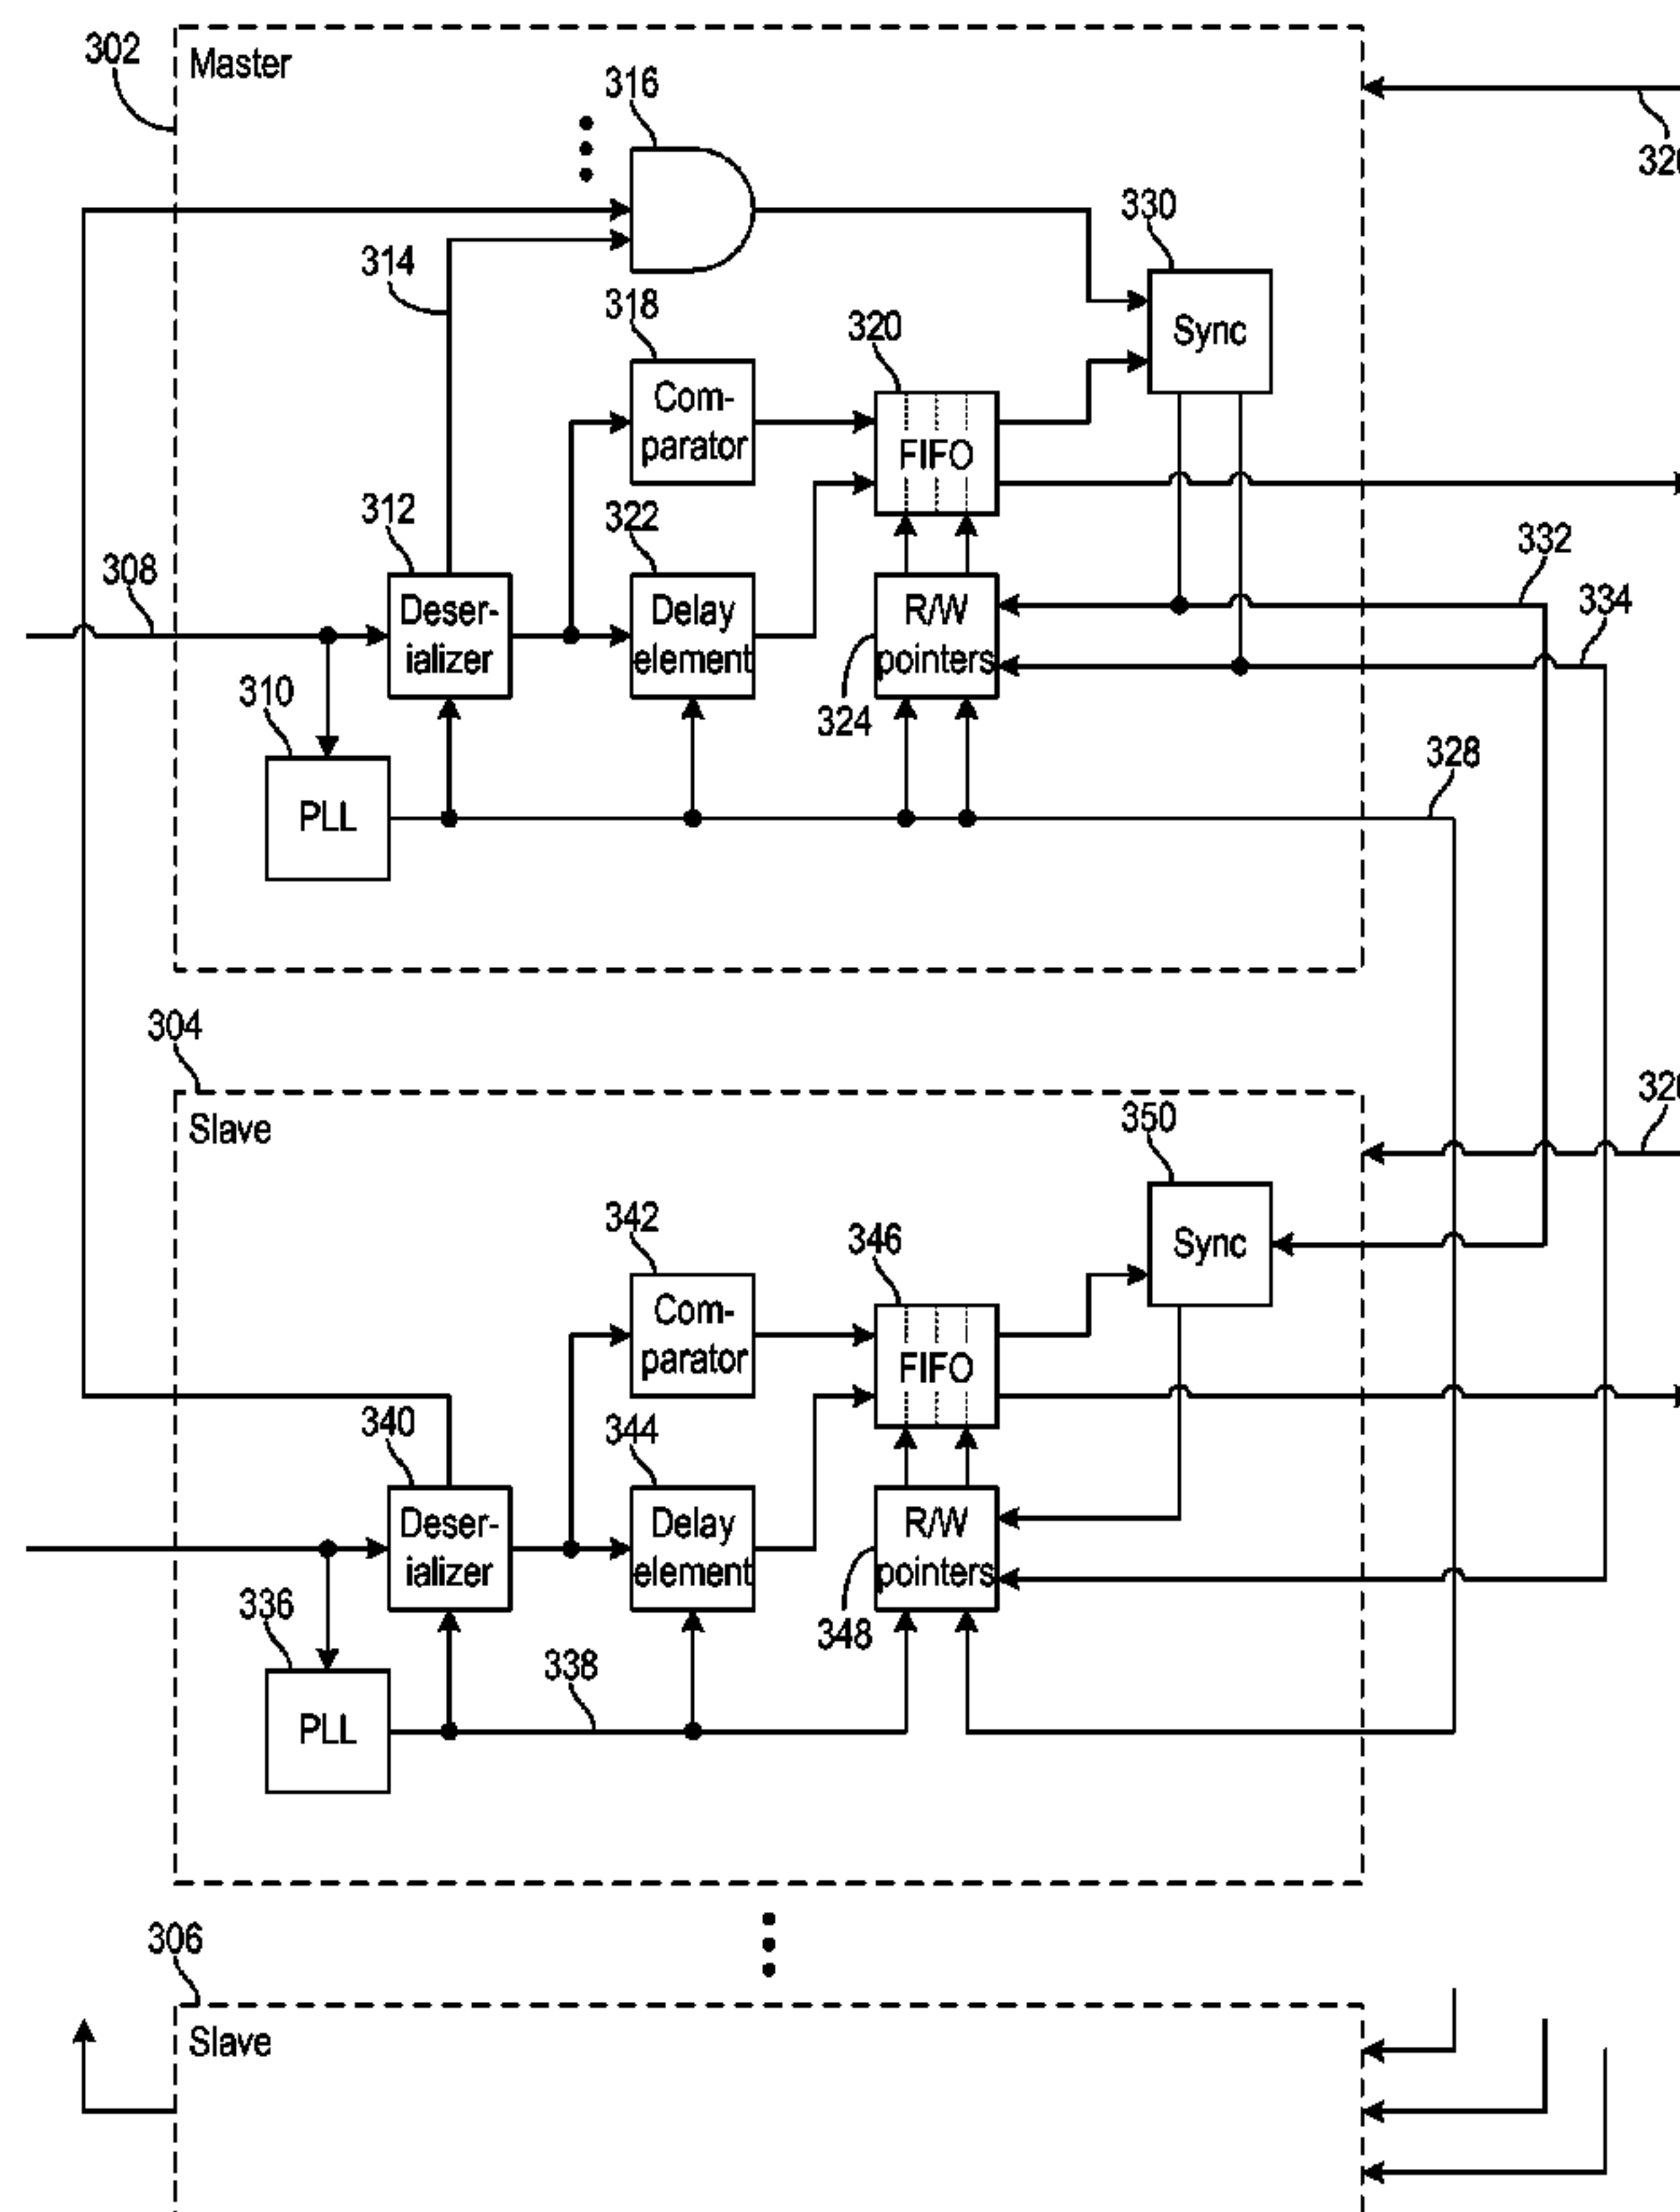 302
Master
316
330
314
318
320
Sync
Com-
parator
FIFO
312
322
332
308
334
Deser-
ializer
Delay
element
R/W
pointers
310
324
328
PLL
304
Slave
350
342
346
Sync
Com-
parator
FIFO
340
344
Deser-
ializer
Delay
element
R/W
pointers
336
338
348
PLL
306
Slave